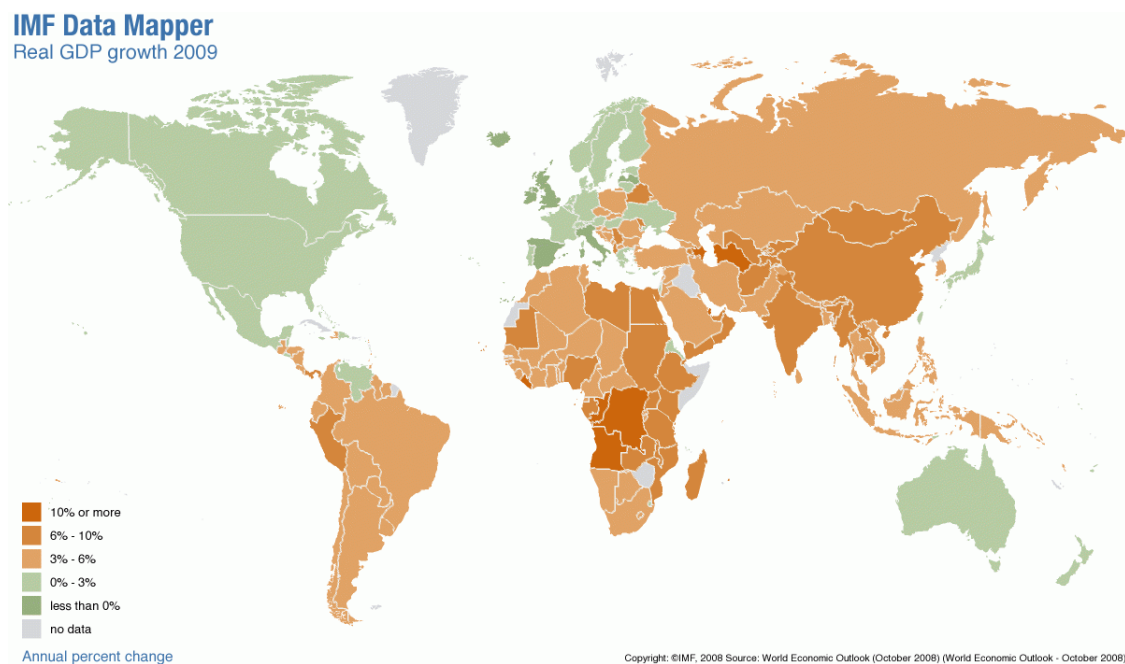 IMF Data Mapper
Real GDP growth 2009
10% or more
6% - 10%
3% - 6%
0% - 3%
less than 0%
no data
Annual percent change
Copyright: ©IMF, 2008 Source: World Economic Outlook (October 2008) (World Economic Outlook - October 2008)